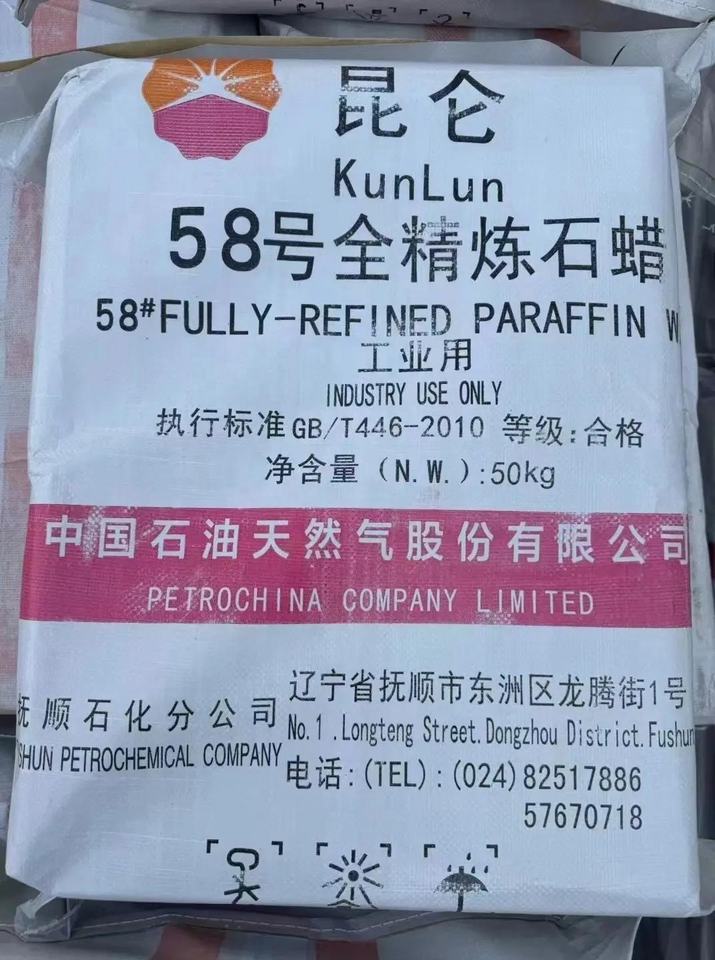 昆仑
KunLun
58号全精炼石蜡
58#FULLY-REFINED PARAFFIN W
工业用
INDUSTRY USE ONLY
执行标准GB/T446-2010 等级:合格
净含量(N.W.):50kg
中国石油天然气股份有限公司
PETROCHINA COMPANY LIMITED
抚顺石化分公司
SHUN PETROCHEMICAL COMPANY
辽宁省抚顺市东洲区龙腾街1号
No.1.Longteng Street.Dongzhou District.Fushun
电话:(TEL):(024)82517886
57670718